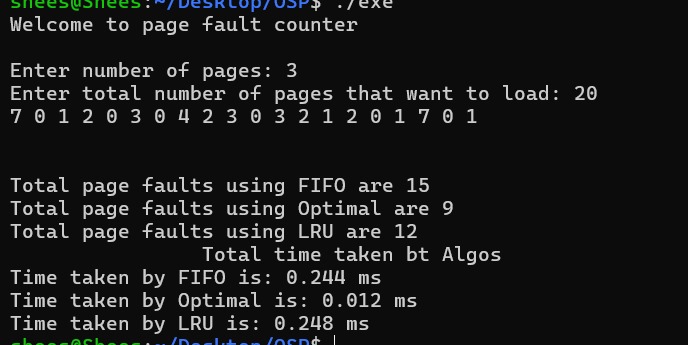 shees@Shees:~/Desktop/OSP$ ./exe
Welcome to page fault counter
Enter number of pages: 3
Enter total number of pages that want to load: 20
7 0 1 2 0 3 0 4 2 3 0 3 2 1 2 0 1 7 0 1
Total page faults using FIFO are 15
Total page faults using Optimal are 9
Total page faults using LRU are 12
Total time taken bt Algos
Time taken by FIFO is: 0.244 ms
Time taken by Optimal is: 0.012 ms
Time taken by LRU is: 0.248 ms
shees@Shees:~/Desktop/OSP$